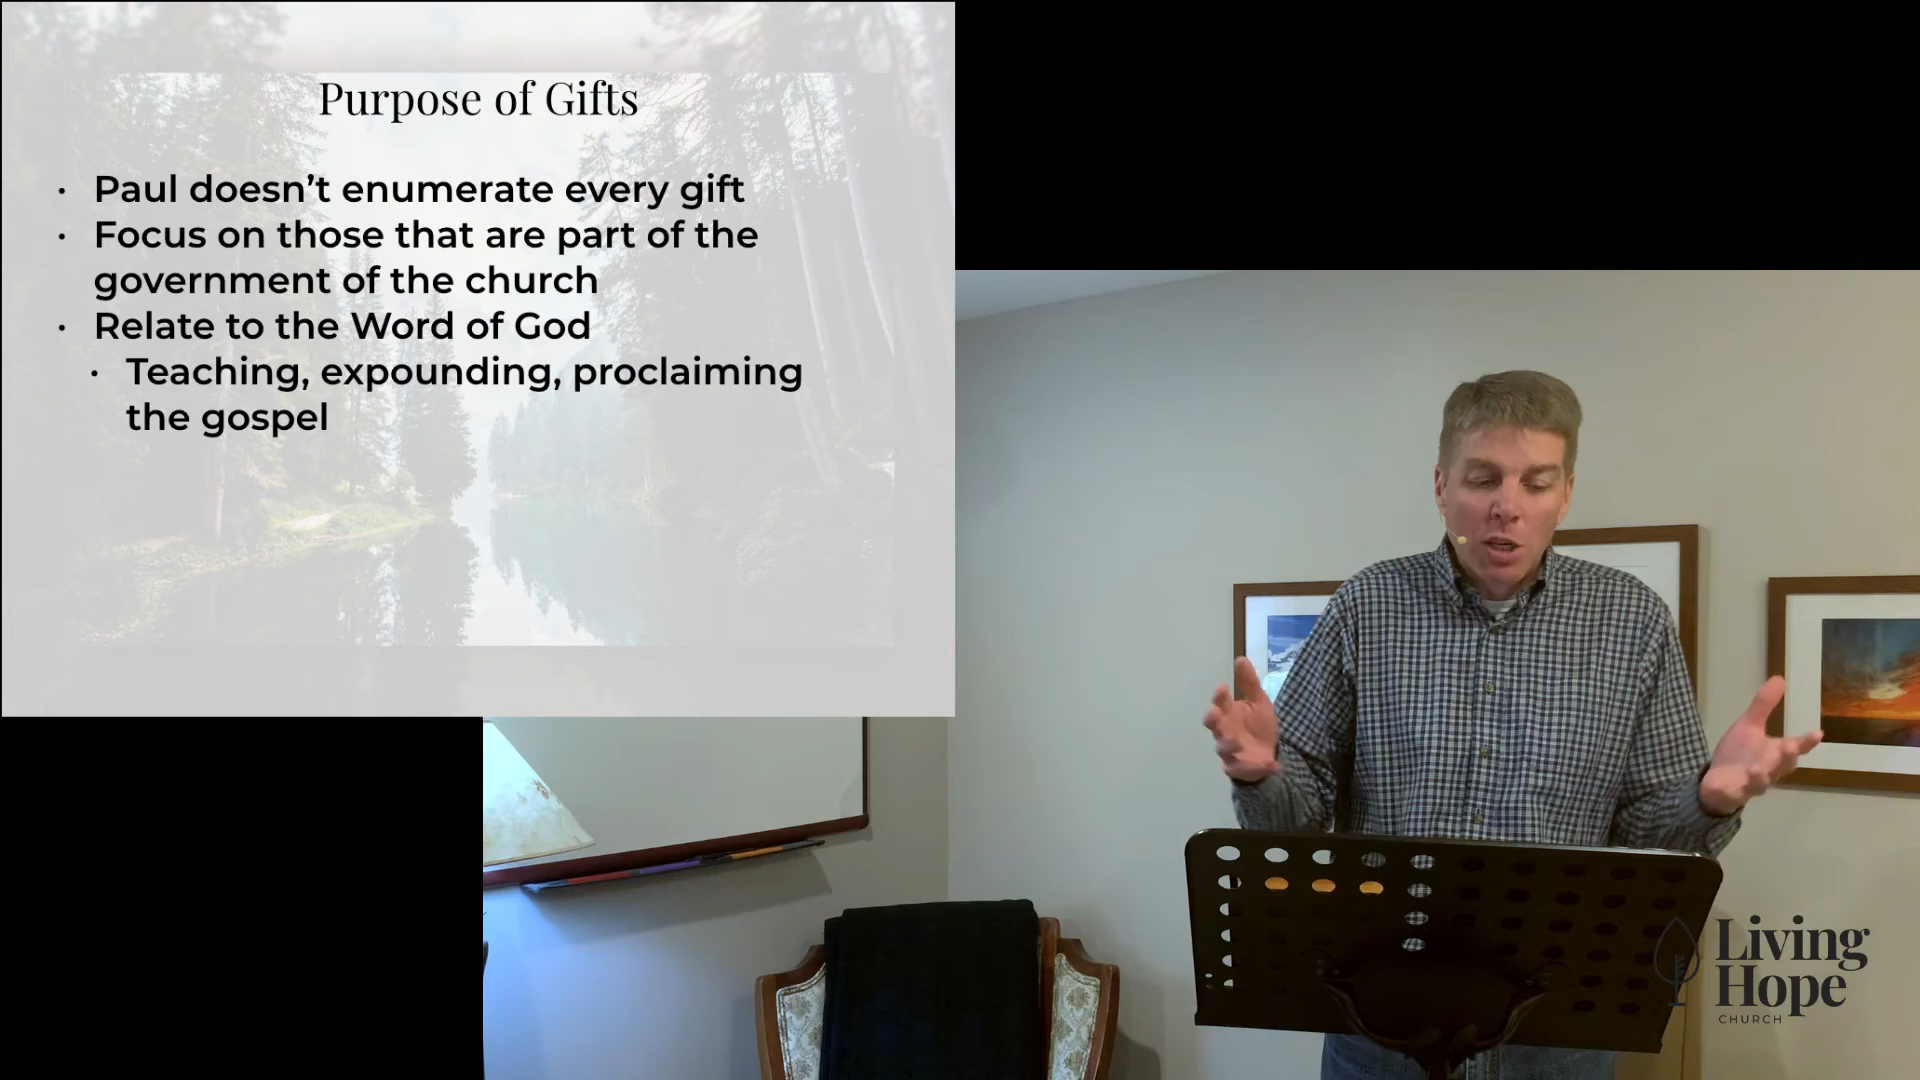 Purpose of Gifts
• Paul doesn’t enumerate every gift
• Focus on those that are part of the
government of the church
• Relate to the Word of God
• Teaching, expounding, proclaiming
the gospel
Living
Hope
CHURCH